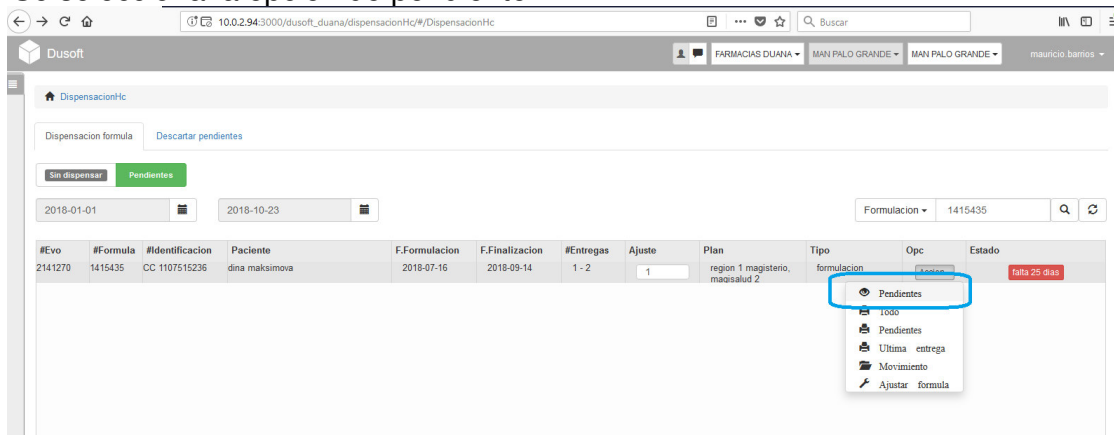 10.0.2.94:3000/dusoft_duana/dispensacionHc/#/DispensacionHc
Buscar
Dusoft
FARMACIAS DUANA
MAN PALO GRANDE
MAN PALO GRANDE
mauricio barrios
DispensacionHc
Dispensacion formula
Descartar pendientes
Sin dispensar
Pendientes
2018-01-01
2018-10-23
Formulacion
1415435
#Evo #Formula #Identificacion Paciente F.Formulacion F.Finalizacion #Entregas Ajuste Plan Tipo Opc Estado
2141270 1415435 CC 1107515236 dina maksimova 2018-07-16 2018-09-14 1 - 2 1 region 1 magisterio, formulacion falta 25 dias
magisalud 2
Pendientes
Todo
Pendientes
Ultima entrega
Movimiento
Ajustar formula